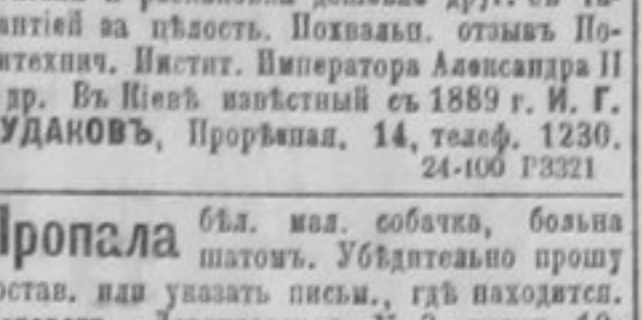 антіей за цѣлость. Похвальн. отзывъ По-
итехнич. Инстит. Императора Александра II
др. Въ Кіевѣ извѣстный съ 1889 г. И. Г.
УДАКОВЪ, Прорѣзная, 14, телеф. 1230.
24-100 Г3321
Пропала бѣл. мал. собачка, больна
шатомъ. Убѣдительно прошу
остав. или указать письм., гдѣ находится.